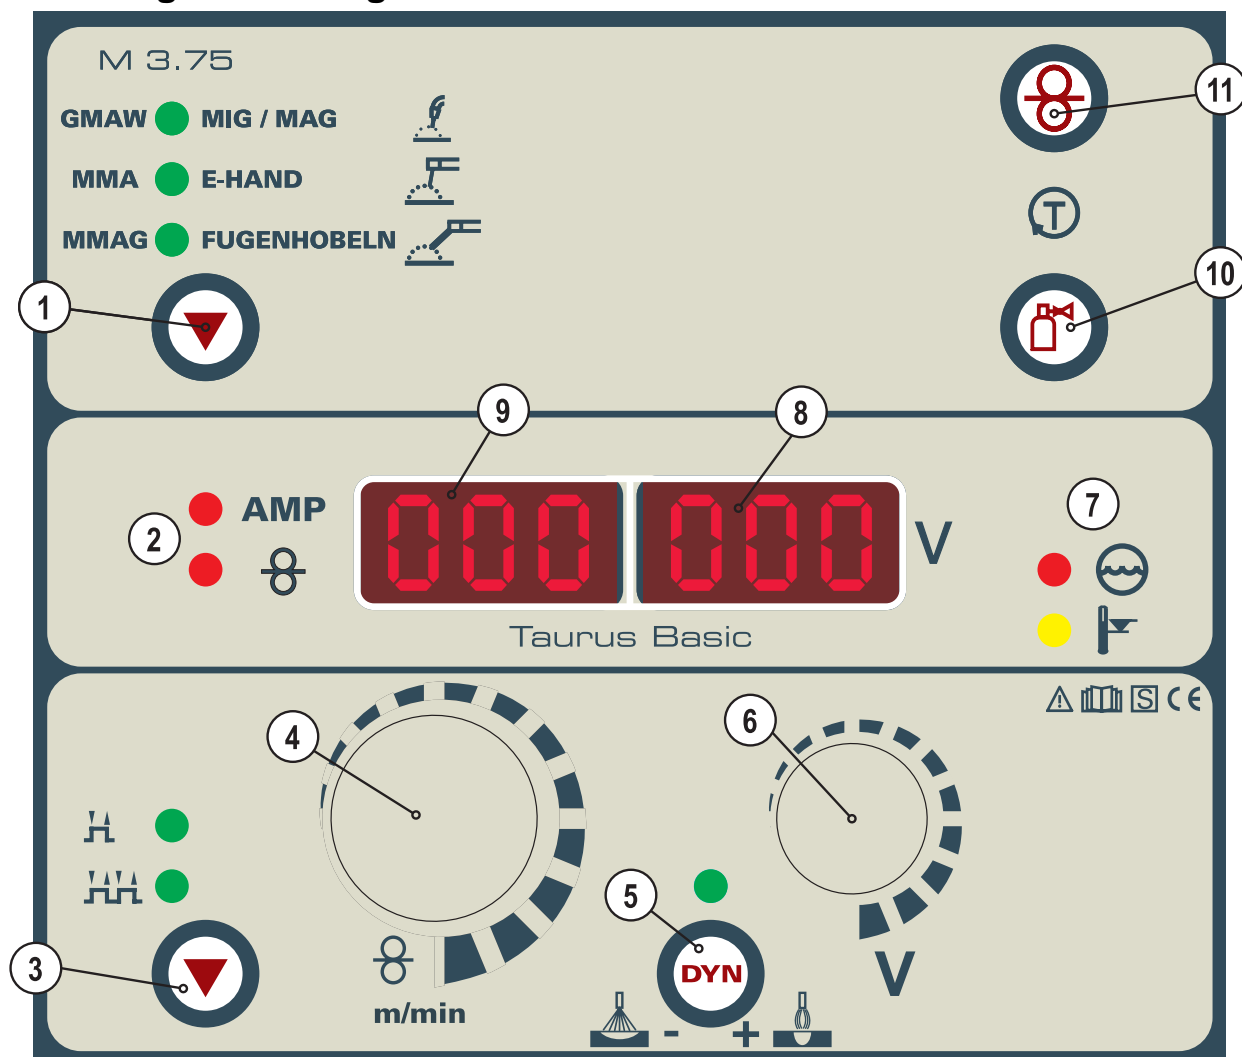 M 3.75
GMAW MIG / MAG
MMA E-HAND
MMAG FUGENHOBELN
1
11
T
10
9
8
2
AMP
000
000
V
7
Taurus Basic
4
6
S CE
5
3
DYN
V
m/min
- +